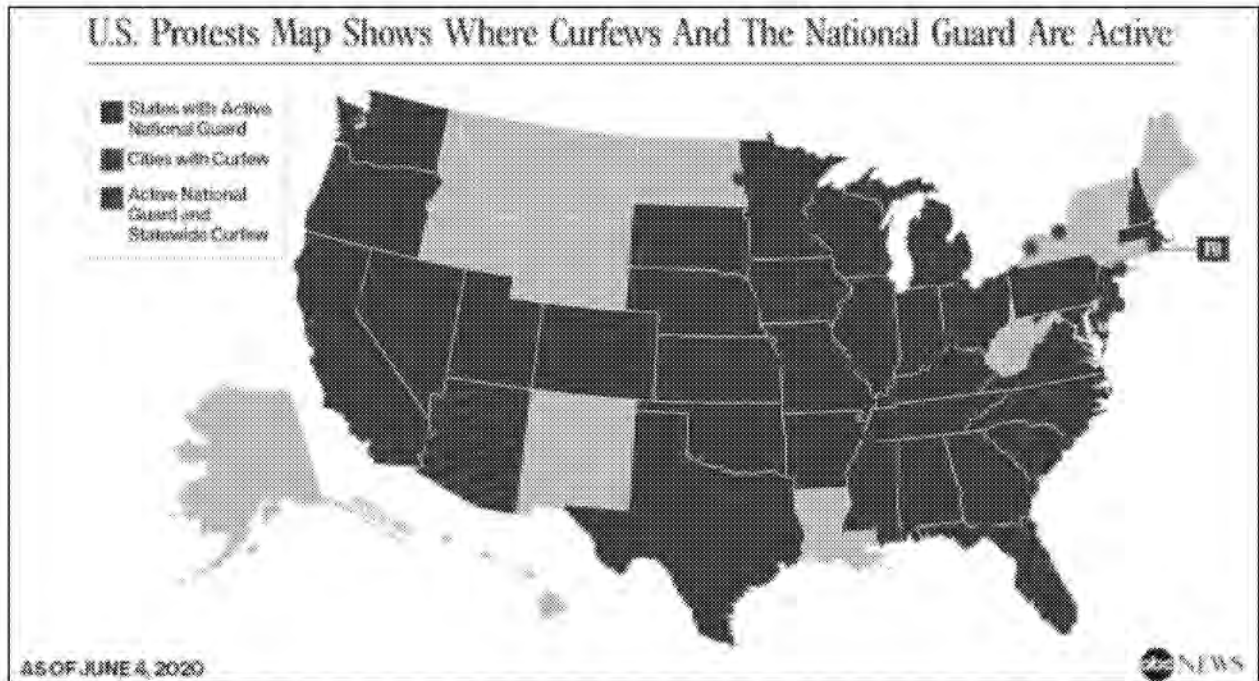 U.S. Protests Map Shows Where Curfews And The National Guard Are Active
States with Active
National Guard
Cities with Curfew
Active National
Guard and
Statewide Curfew
AS OF JUNE 4, 2020
abc NEWS